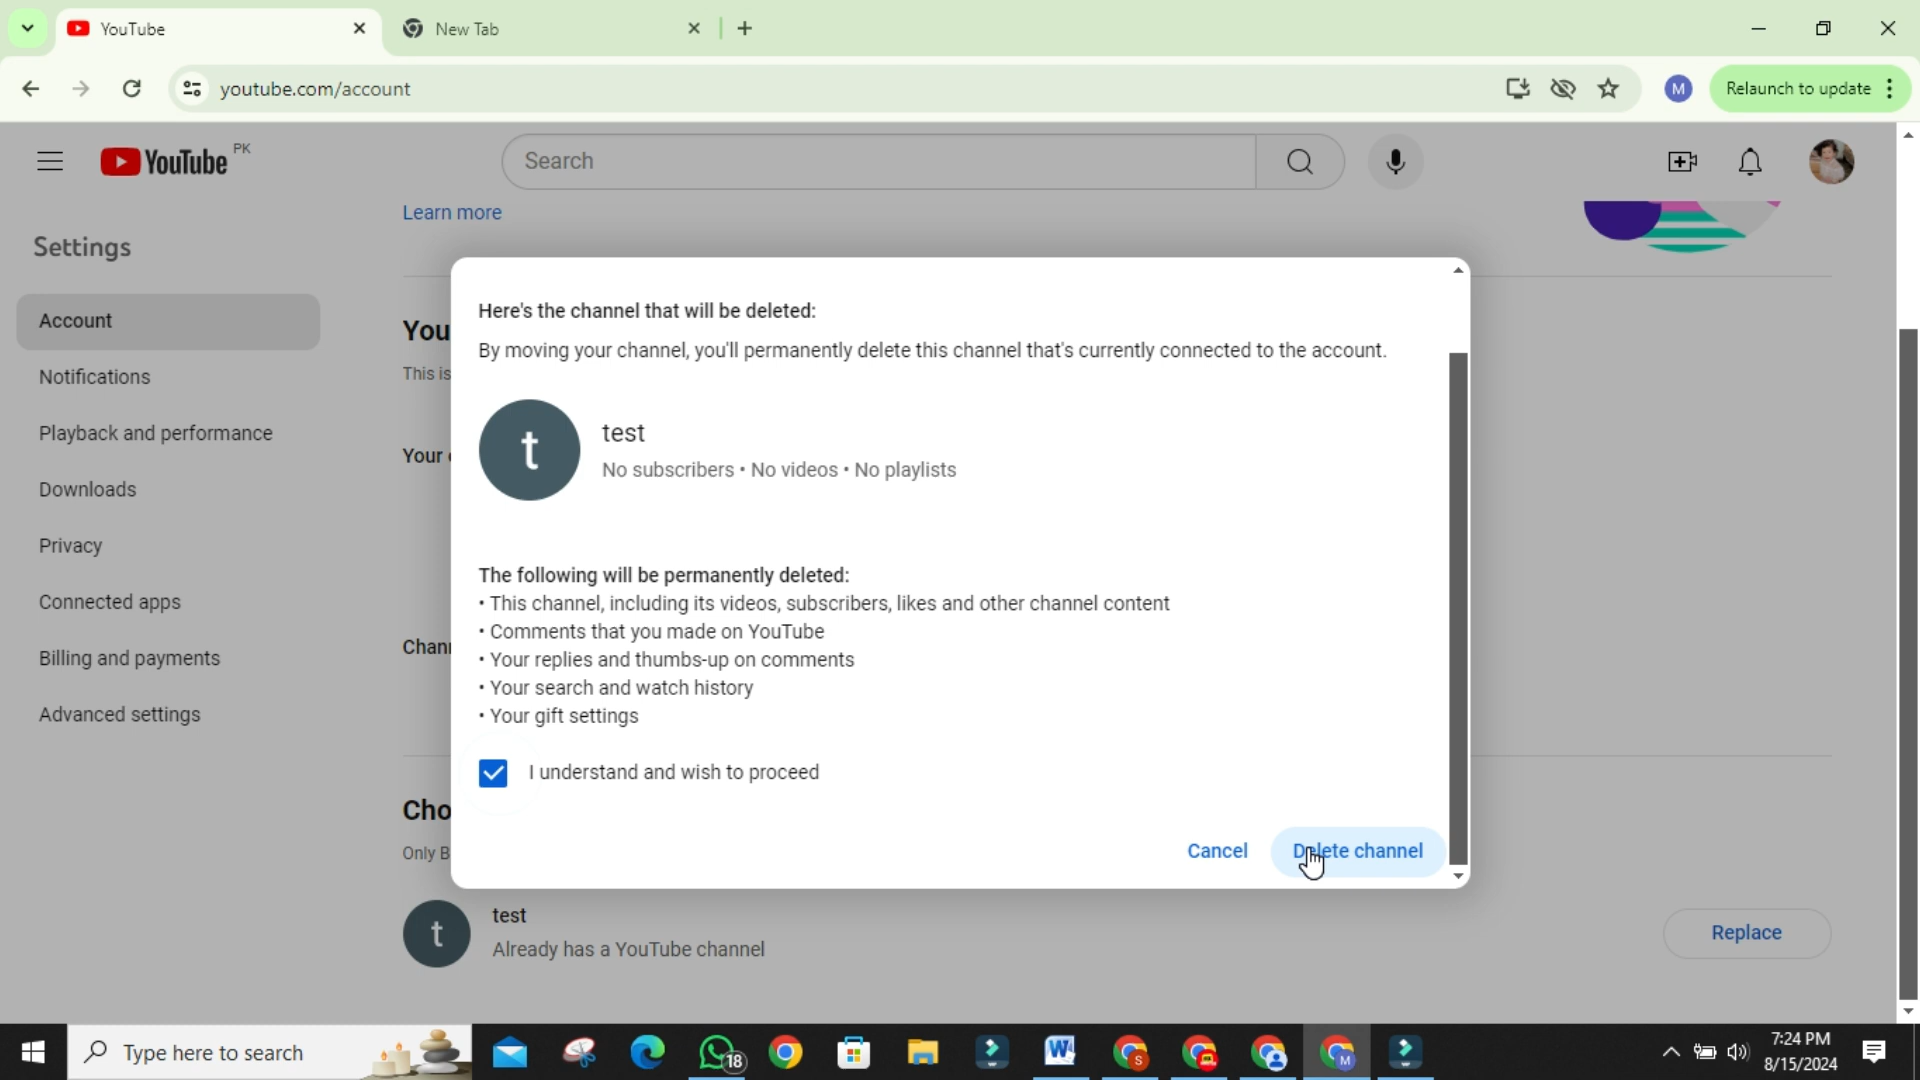 YouTube
New Tab
youtube.com/account
M
Relaunch to update
YouTube PK
Search
Learn more
Settings
Account
Notifications
Playback and performance
Downloads
Privacy
Connected apps
Billing and payments
Advanced settings
You
This is
Your
Chan
Cho
Only B
Here's the channel that will be deleted:
By moving your channel, you'll permanently delete this channel that's currently connected to the account.
t
test
No subscribers • No videos • No playlists
The following will be permanently deleted:
• This channel, including its videos, subscribers, likes and other channel content
• Comments that you made on YouTube
• Your replies and thumbs-up on comments
• Your search and watch history
• Your gift settings
I understand and wish to proceed
Cancel
Delete channel
t
test
Already has a YouTube channel
Replace
Type here to search
18
W
S
M
7:24 PM
8/15/2024